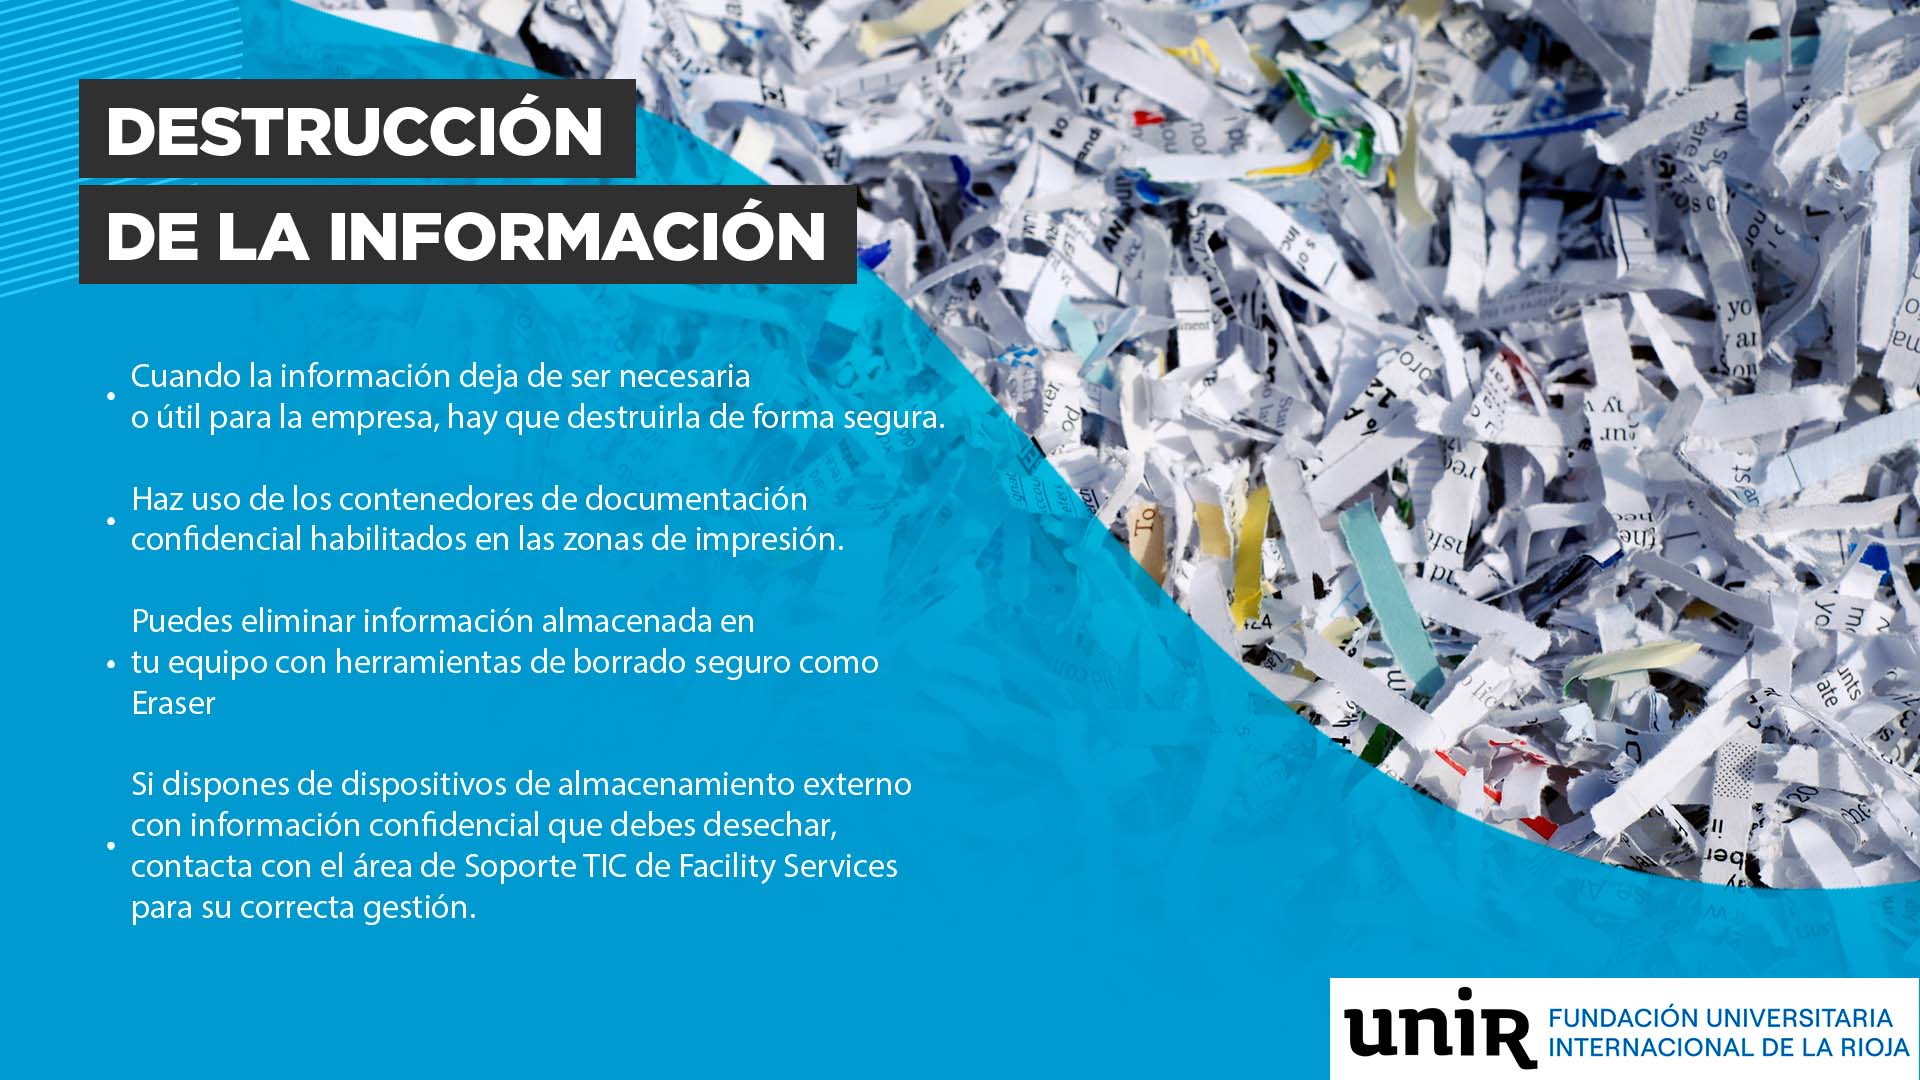 DESTRUCCIÓN
DE LA INFORMACIÓN
• Cuando la información deja de ser necesaria
o útil para la empresa, hay que destruirla de forma segura.
• Haz uso de los contenedores de documentación
confidencial habilitados en las zonas de impresión.
• Puedes eliminar información almacenada en
tu equipo con herramientas de borrado seguro como
Eraser
• Si dispones de dispositivos de almacenamiento externo
con información confidencial que debes desechar,
contacta con el área de Soporte TIC de Facility Services
para su correcta gestión.
unir
FUNDACIÓN UNIVERSITARIA
INTERNACIONAL DE LA RIOJA